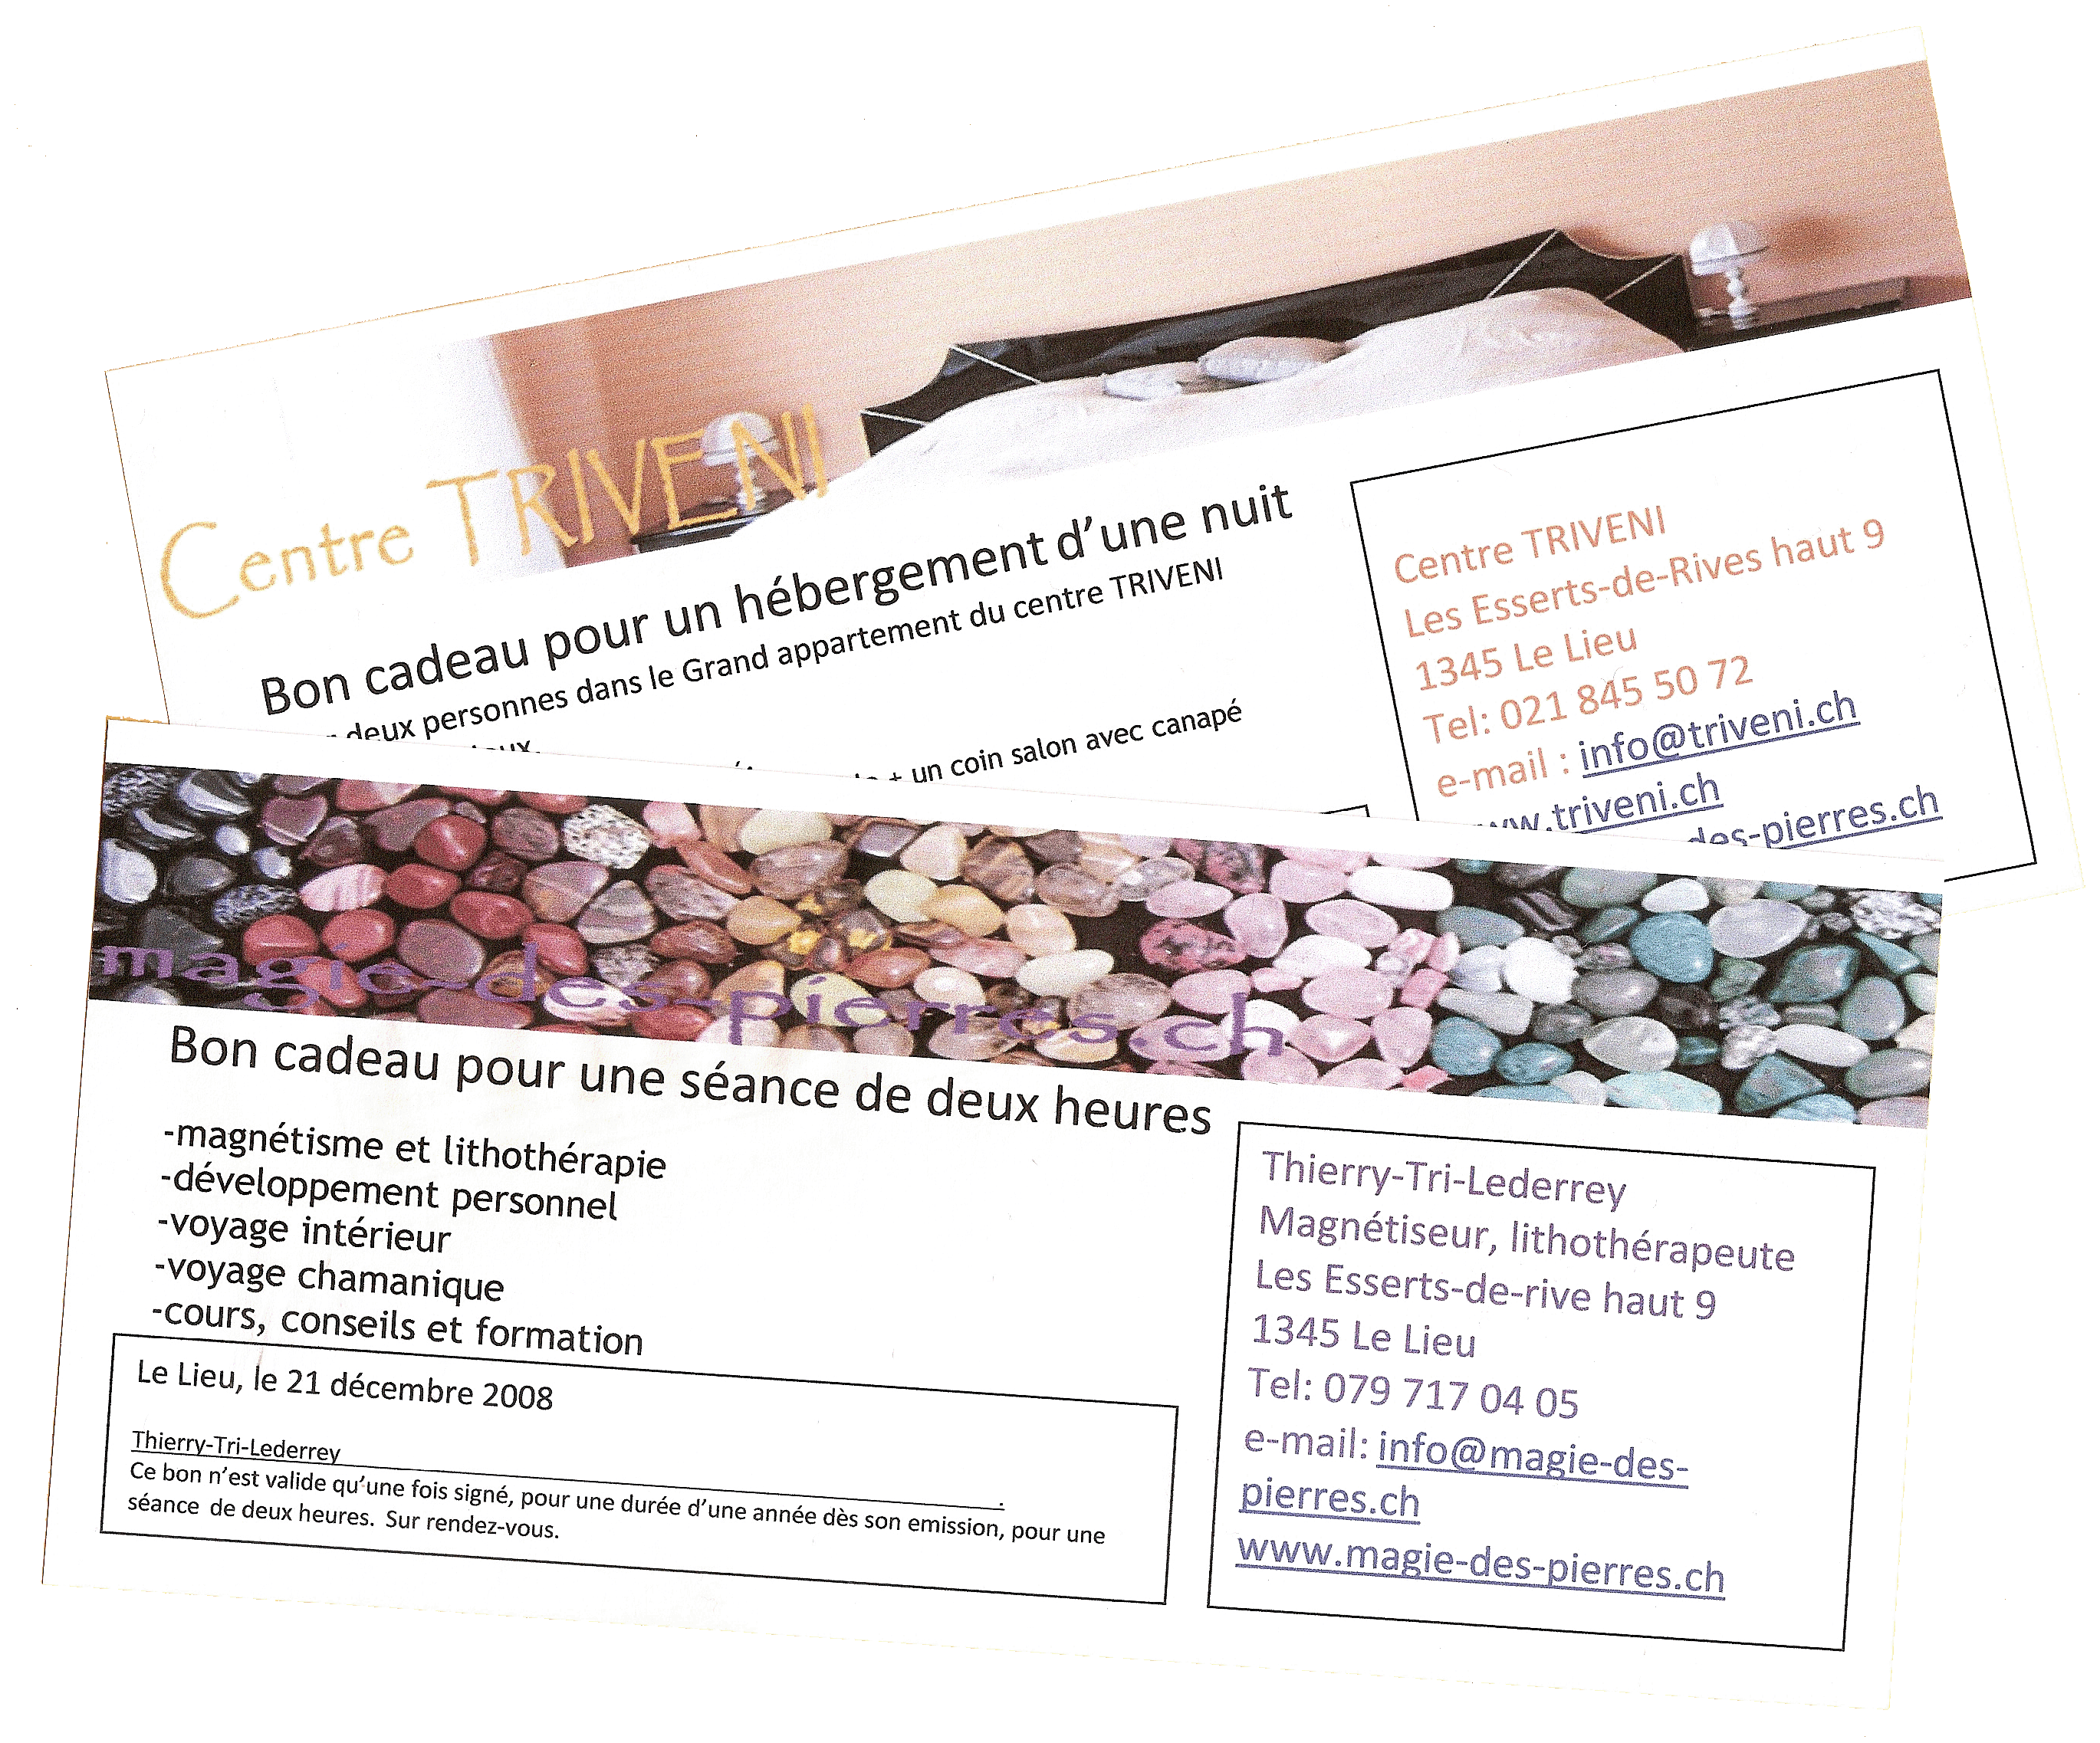 Centre TRIVENI
Bon cadeau pour un hébergement d'une nuit
deux personnes dans le Grand appartement du centre TRIVENI
+ un coin salon avec canapé
Centre TRIVENI
Les Esserts-de-Rives haut 9
1345 Le Lieu
Tel: 021 845 50 72
e-mail : info@triveni.ch
w.triveni.ch
des-pierres.ch
magie-des-pierres.ch
Bon cadeau pour une séance de deux heures
-magnétisme et lithothérapie
-développement personnel
-voyage intérieur
-voyage chamanique
-cours, conseils et formation
Le Lieu, le 21 décembre 2008
Thierry-Tri-Lederrey
Ce bon n'est valide qu'une fois signé, pour une durée d'une année dès son emission, pour une
séance de deux heures. Sur rendez-vous.
Thierry-Tri-Lederrey
Magnétiseur, lithothérapeute
Les Esserts-de-rive haut 9
1345 Le Lieu
Tel: 079 717 04 05
e-mail: info@magie-des-
pierres.ch
www.magie-des-pierres.ch